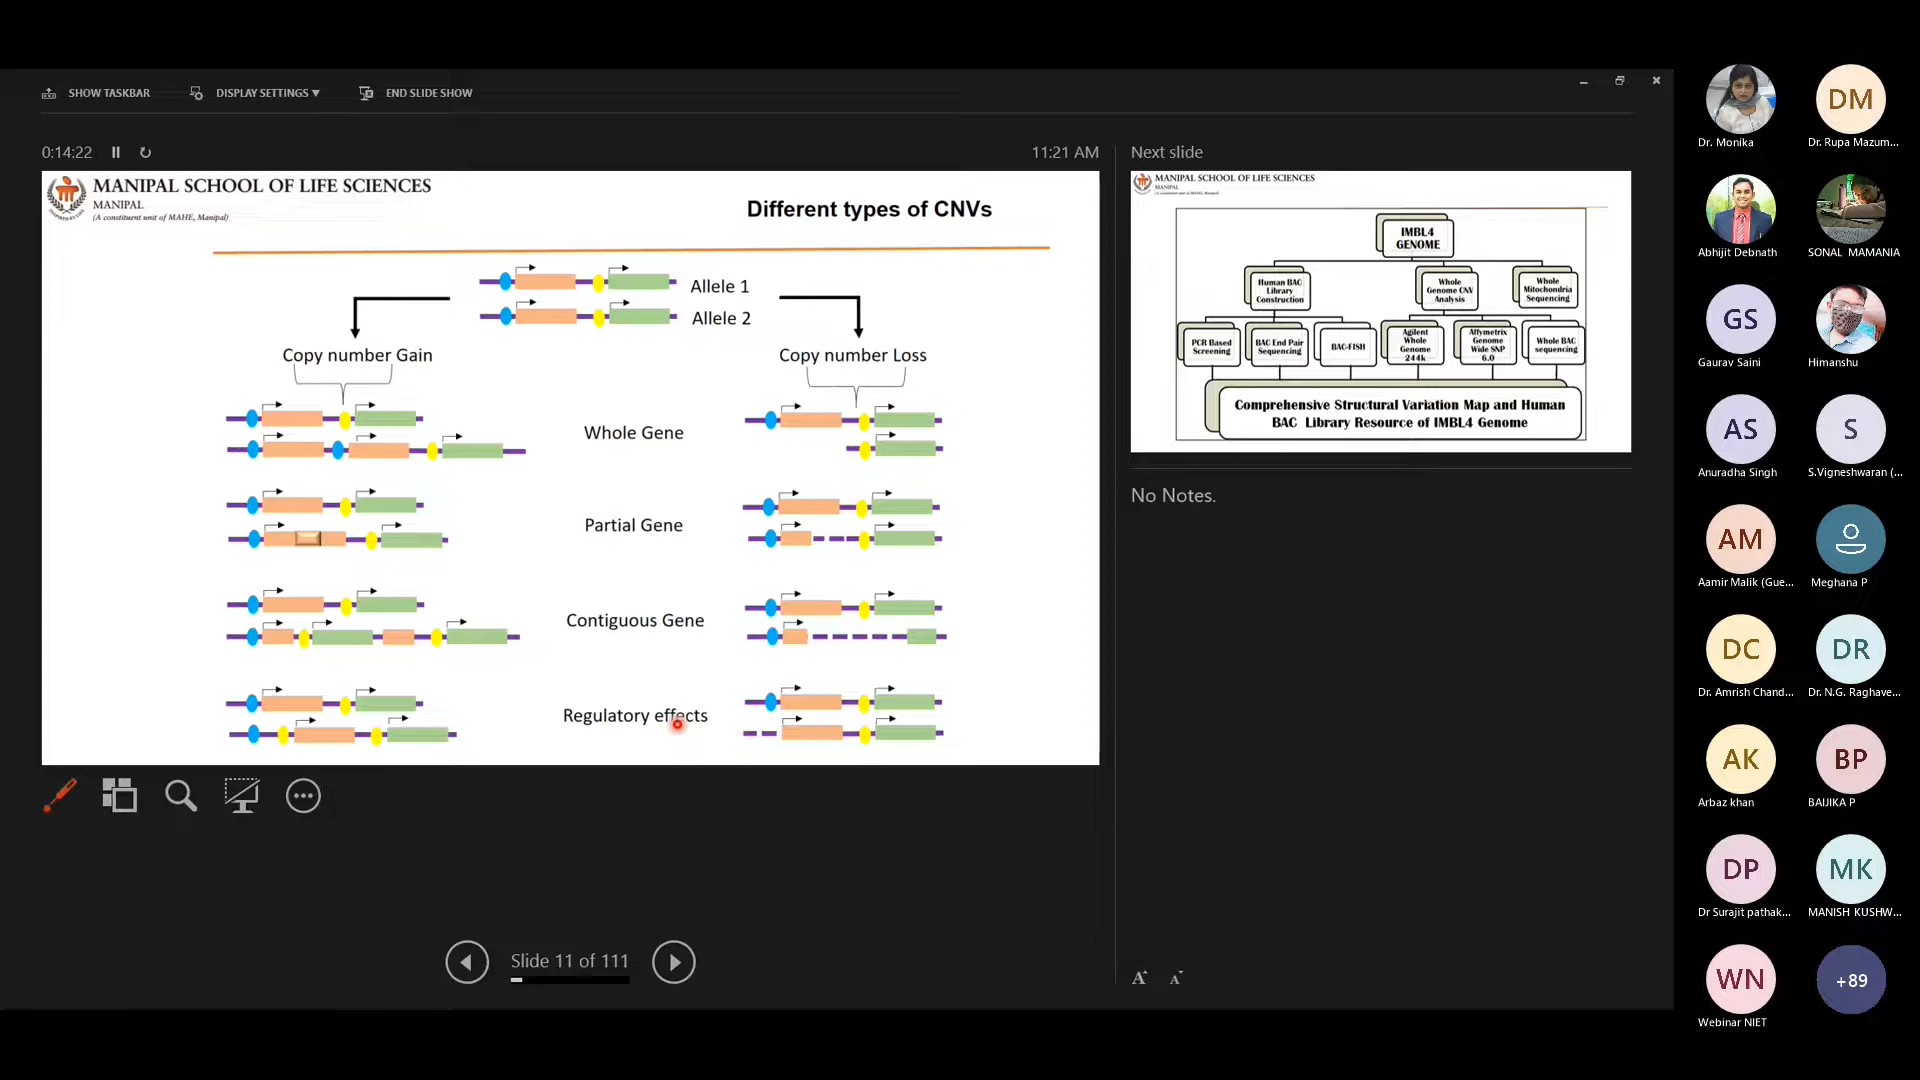 SHOW TASKBAR
DISPLAY SETTINGS ▼
END SLIDE SHOW
0:14:22
11:21 AM
MANIPAL SCHOOL OF LIFE SCIENCES
MANIPAL
(A constituent unit of MAHE, Manipal)
Different types of CNVs
Allele 1
Allele 2
Copy number Gain
Copy number Loss
Whole Gene
Partial Gene
Contiguous Gene
Regulatory effects
Slide 11 of 111
Next slide
MANIPAL SCHOOL OF LIFE SCIENCES
MANIPAL
(A constituent unit of MAHE, Manipal)
IMBL4
GENOME
Human BAC
Library
Construction
Whole
Genome CNV
Analysis
Whole
Mitochondria
Sequencing
PCR Based
Screening
BAC End Pair
Sequencing
BAC-FISH
Agilent
Whole
Genome
244k
Affymetrix
Genome
Wide SNP
6.0
Whole BAC
sequencing
Comprehensive Structural Variation Map and Human
BAC Library Resource of IMBL4 Genome
No Notes.
A A
Dr. Monika
DM
Dr. Rupa Mazum...
Abhijit Debnath
SONAL MAMANIA
GS
Gaurav Saini
Himanshu
AS
Anuradha Singh
S
S.Vigneshwaran (...
AM
Aamir Malik (Gue...
Meghana P
DC
Dr. Amrish Chand...
DR
Dr. N.G. Raghave...
AK
Arbaz khan
BP
BAIJIKA P
DP
Dr Surajit pathak...
MK
MANISH KUSHW...
WN
Webinar NIET
+89